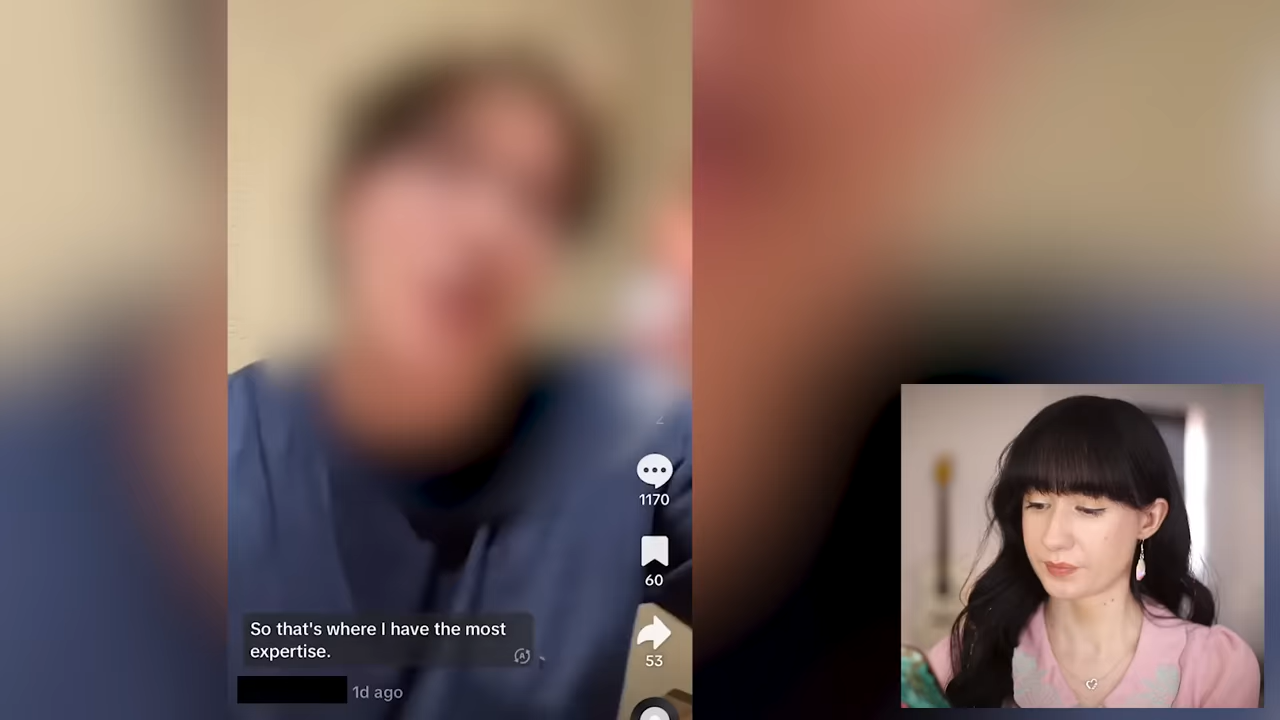 1170
60
53
So that's where I have the most
expertise.
1d ago